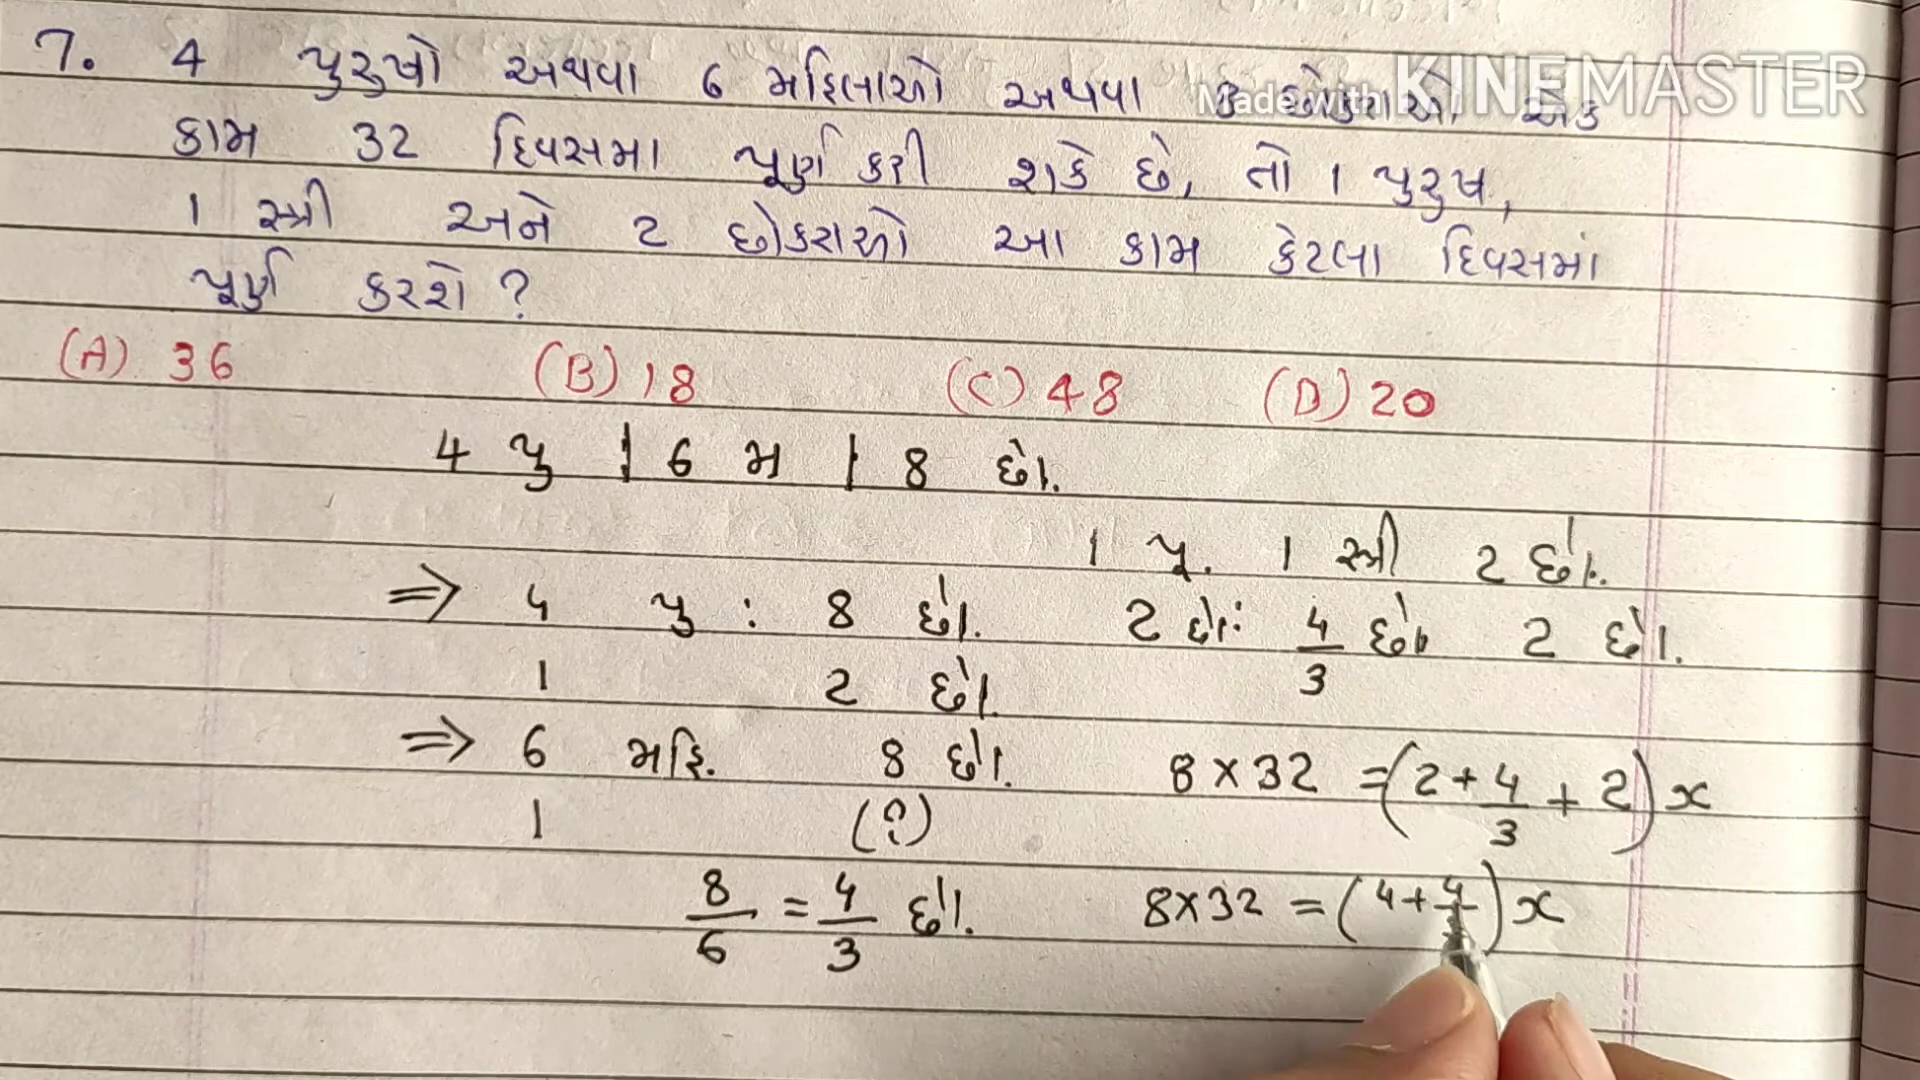 7. 4 પુરુષો અથવા 6 મહિલાઓ અથવા 8 છોકરાઓ એક
Made with KINEMASTER
કામ 32 દિવસમા પૂર્ણ કરી શકે છે, તો 1 પુરુષ,
1 સ્ત્રી અને 2 છોકરાઓ આ કામ કેટલા દિવસમાં
પૂર્ણ કરશે ?
(A) 36 (B) 18 (C) 48 (D) 20
4 પુ | 6 મ | 8 છો.
1 પૂ. 1 સ્ત્રી 2 છો.
⇒ 4 પુ : 8 છો. 2 છો. 4/3 છો 2 છો.
1 2 છો.
⇒ 6 મહિ. 8 છો. 8 × 32 = (2 + 4/3 + 2) x
1 (?)
8/6 = 4/3 છો. 8×32 = (4+4/ ) x